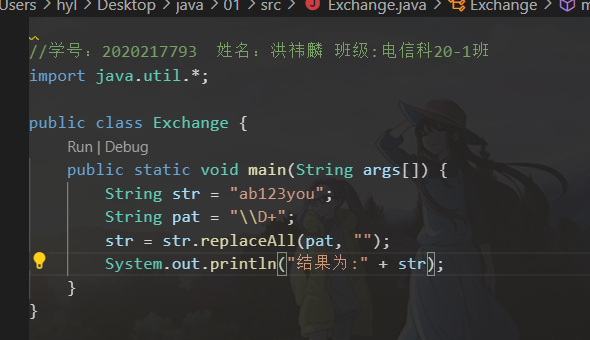 Users > hyl > Desktop > java > 01 > src > J Exchange.java > Exchange > m
//学号：2020217793  姓名：洪祎麟 班级:电信科20-1班
import java.util.*;
public class Exchange {
Run | Debug
public static void main(String args[]) {
String str = "ab123you";
String pat = "\\D+";
str = str.replaceAll(pat, "");
System.out.println("结果为:" + str);
}
}